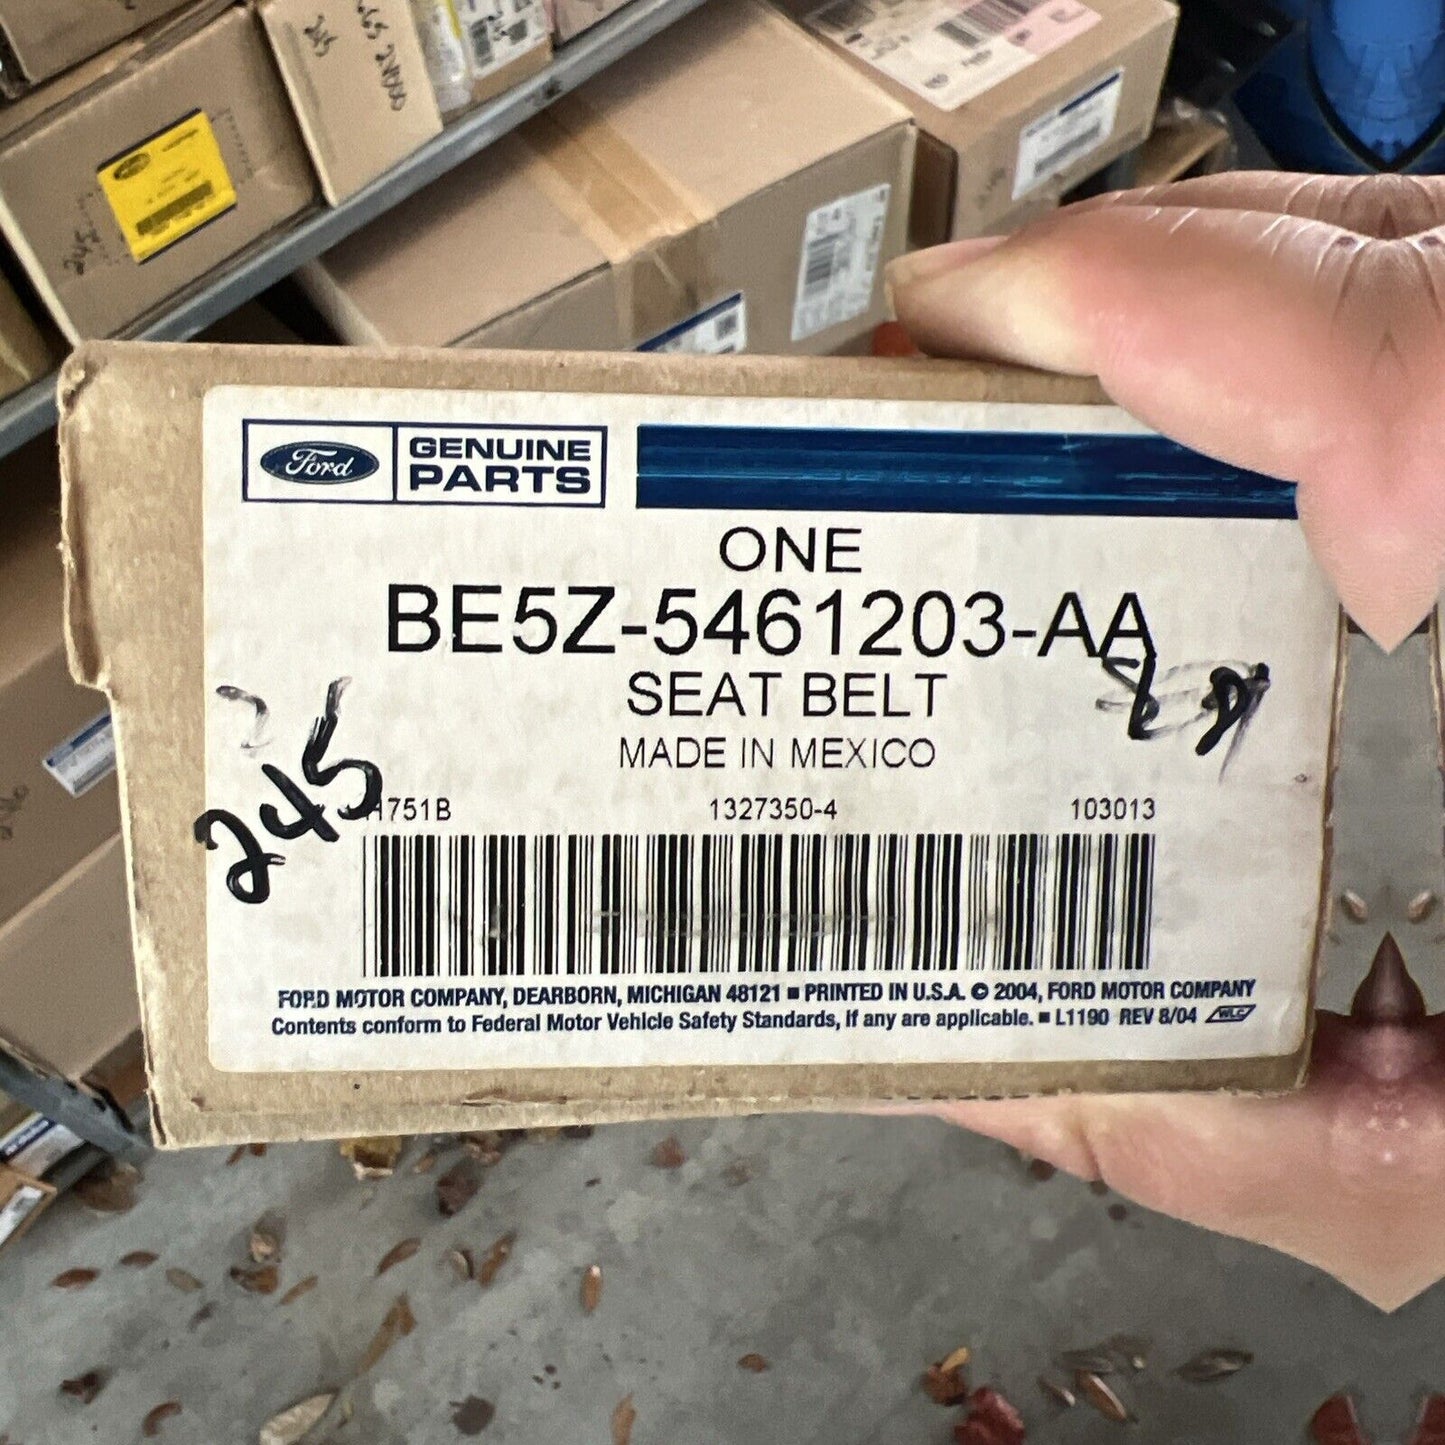 Ford GENUINE
PARTS
ONE
BE5Z-5461203-AA
SEAT BELT
MADE IN MEXICO
245
1751B 1327350-4 103013
FORD MOTOR COMPANY, DEARBORN, MICHIGAN 48121 ■ PRINTED IN U.S.A. © 2004, FORD MOTOR COMPANY
Contents conform to Federal Motor Vehicle Safety Standards, if any are applicable. ■ L1190 REV 8/04 WLC